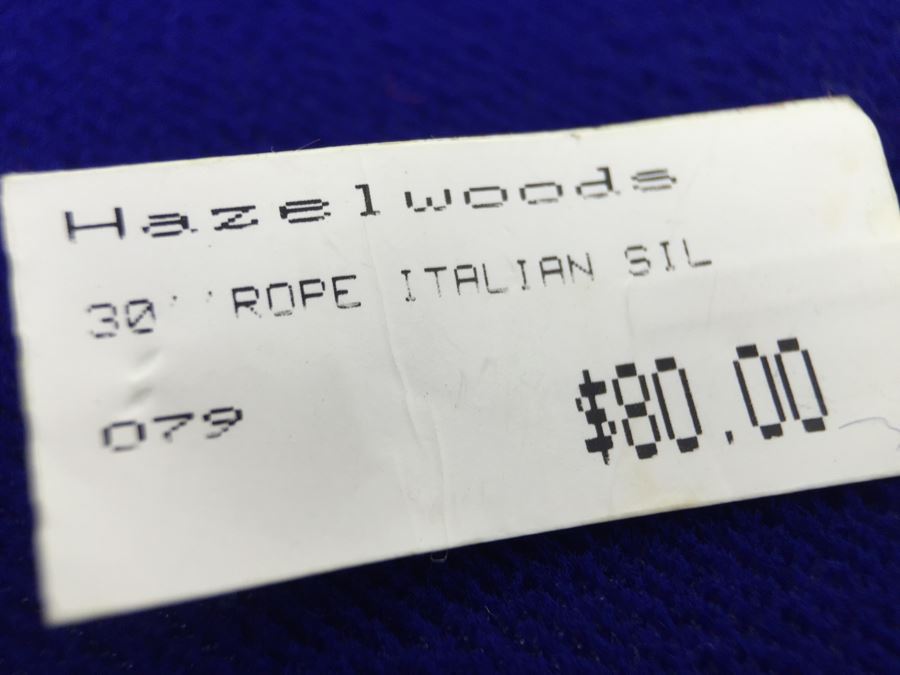 Hazelwoods
30'' ROPE ITALIAN SIL
079
$80.00